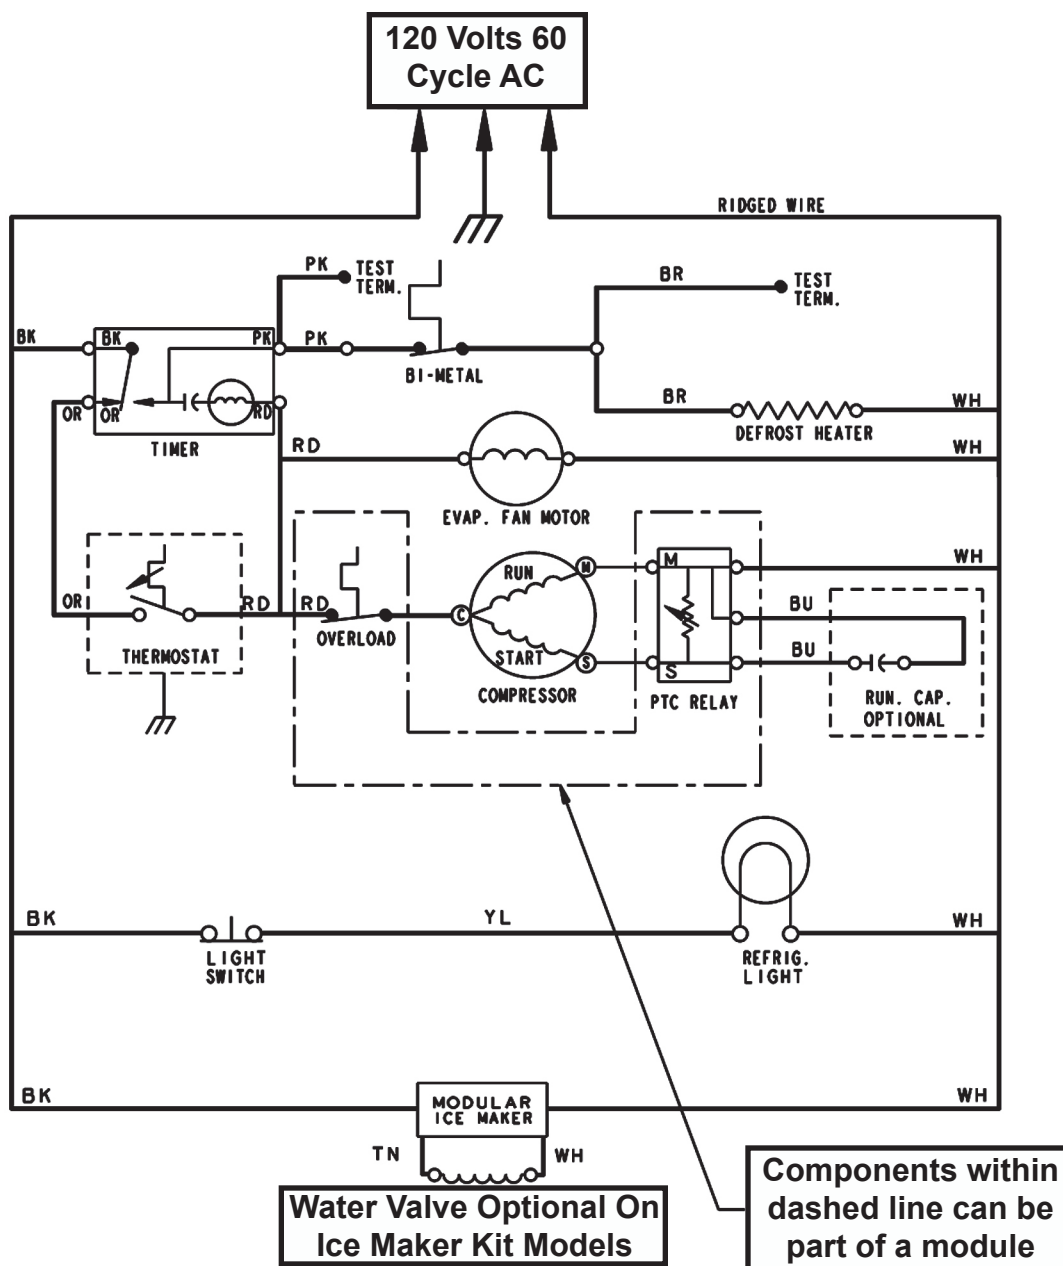 120 Volts 60
Cycle AC
RIDGED WIRE
PK
TEST
TERM.
BR
TEST
TERM.
BK
BK
PK
PK
BI-METAL
OR
OR
RD
TIMER
BR
DEFROST HEATER
WH
RD
EVAP. FAN MOTOR
WH
OR
THERMOSTAT
RD
RD
OVERLOAD
C
RUN
START
M
S
COMPRESSOR
M
S
PTC RELAY
WH
BU
BU
RUN. CAP.
OPTIONAL
BK
LIGHT
SWITCH
YL
REFRIG.
LIGHT
WH
BK
MODULAR
ICE MAKER
WH
TN
WH
Water Valve Optional On
Ice Maker Kit Models
Components within
dashed line can be
part of a module